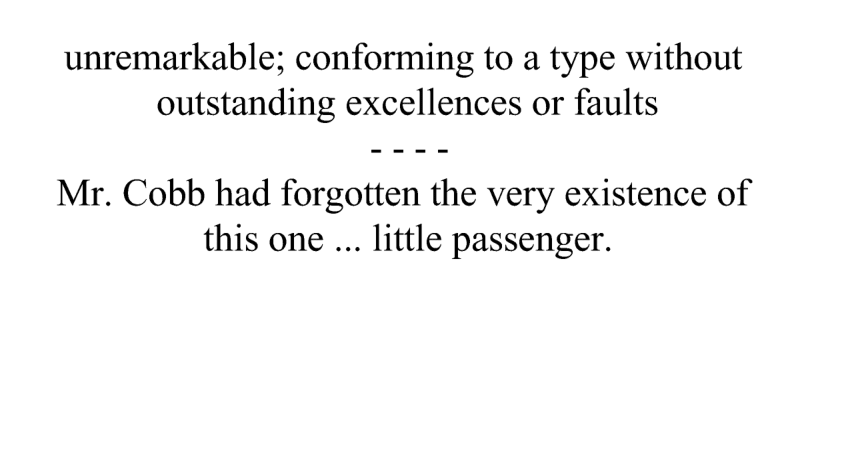 unremarkable; conforming to a type without
outstanding excellences or faults
- - - -
Mr. Cobb had forgotten the very existence of
this one ... little passenger.